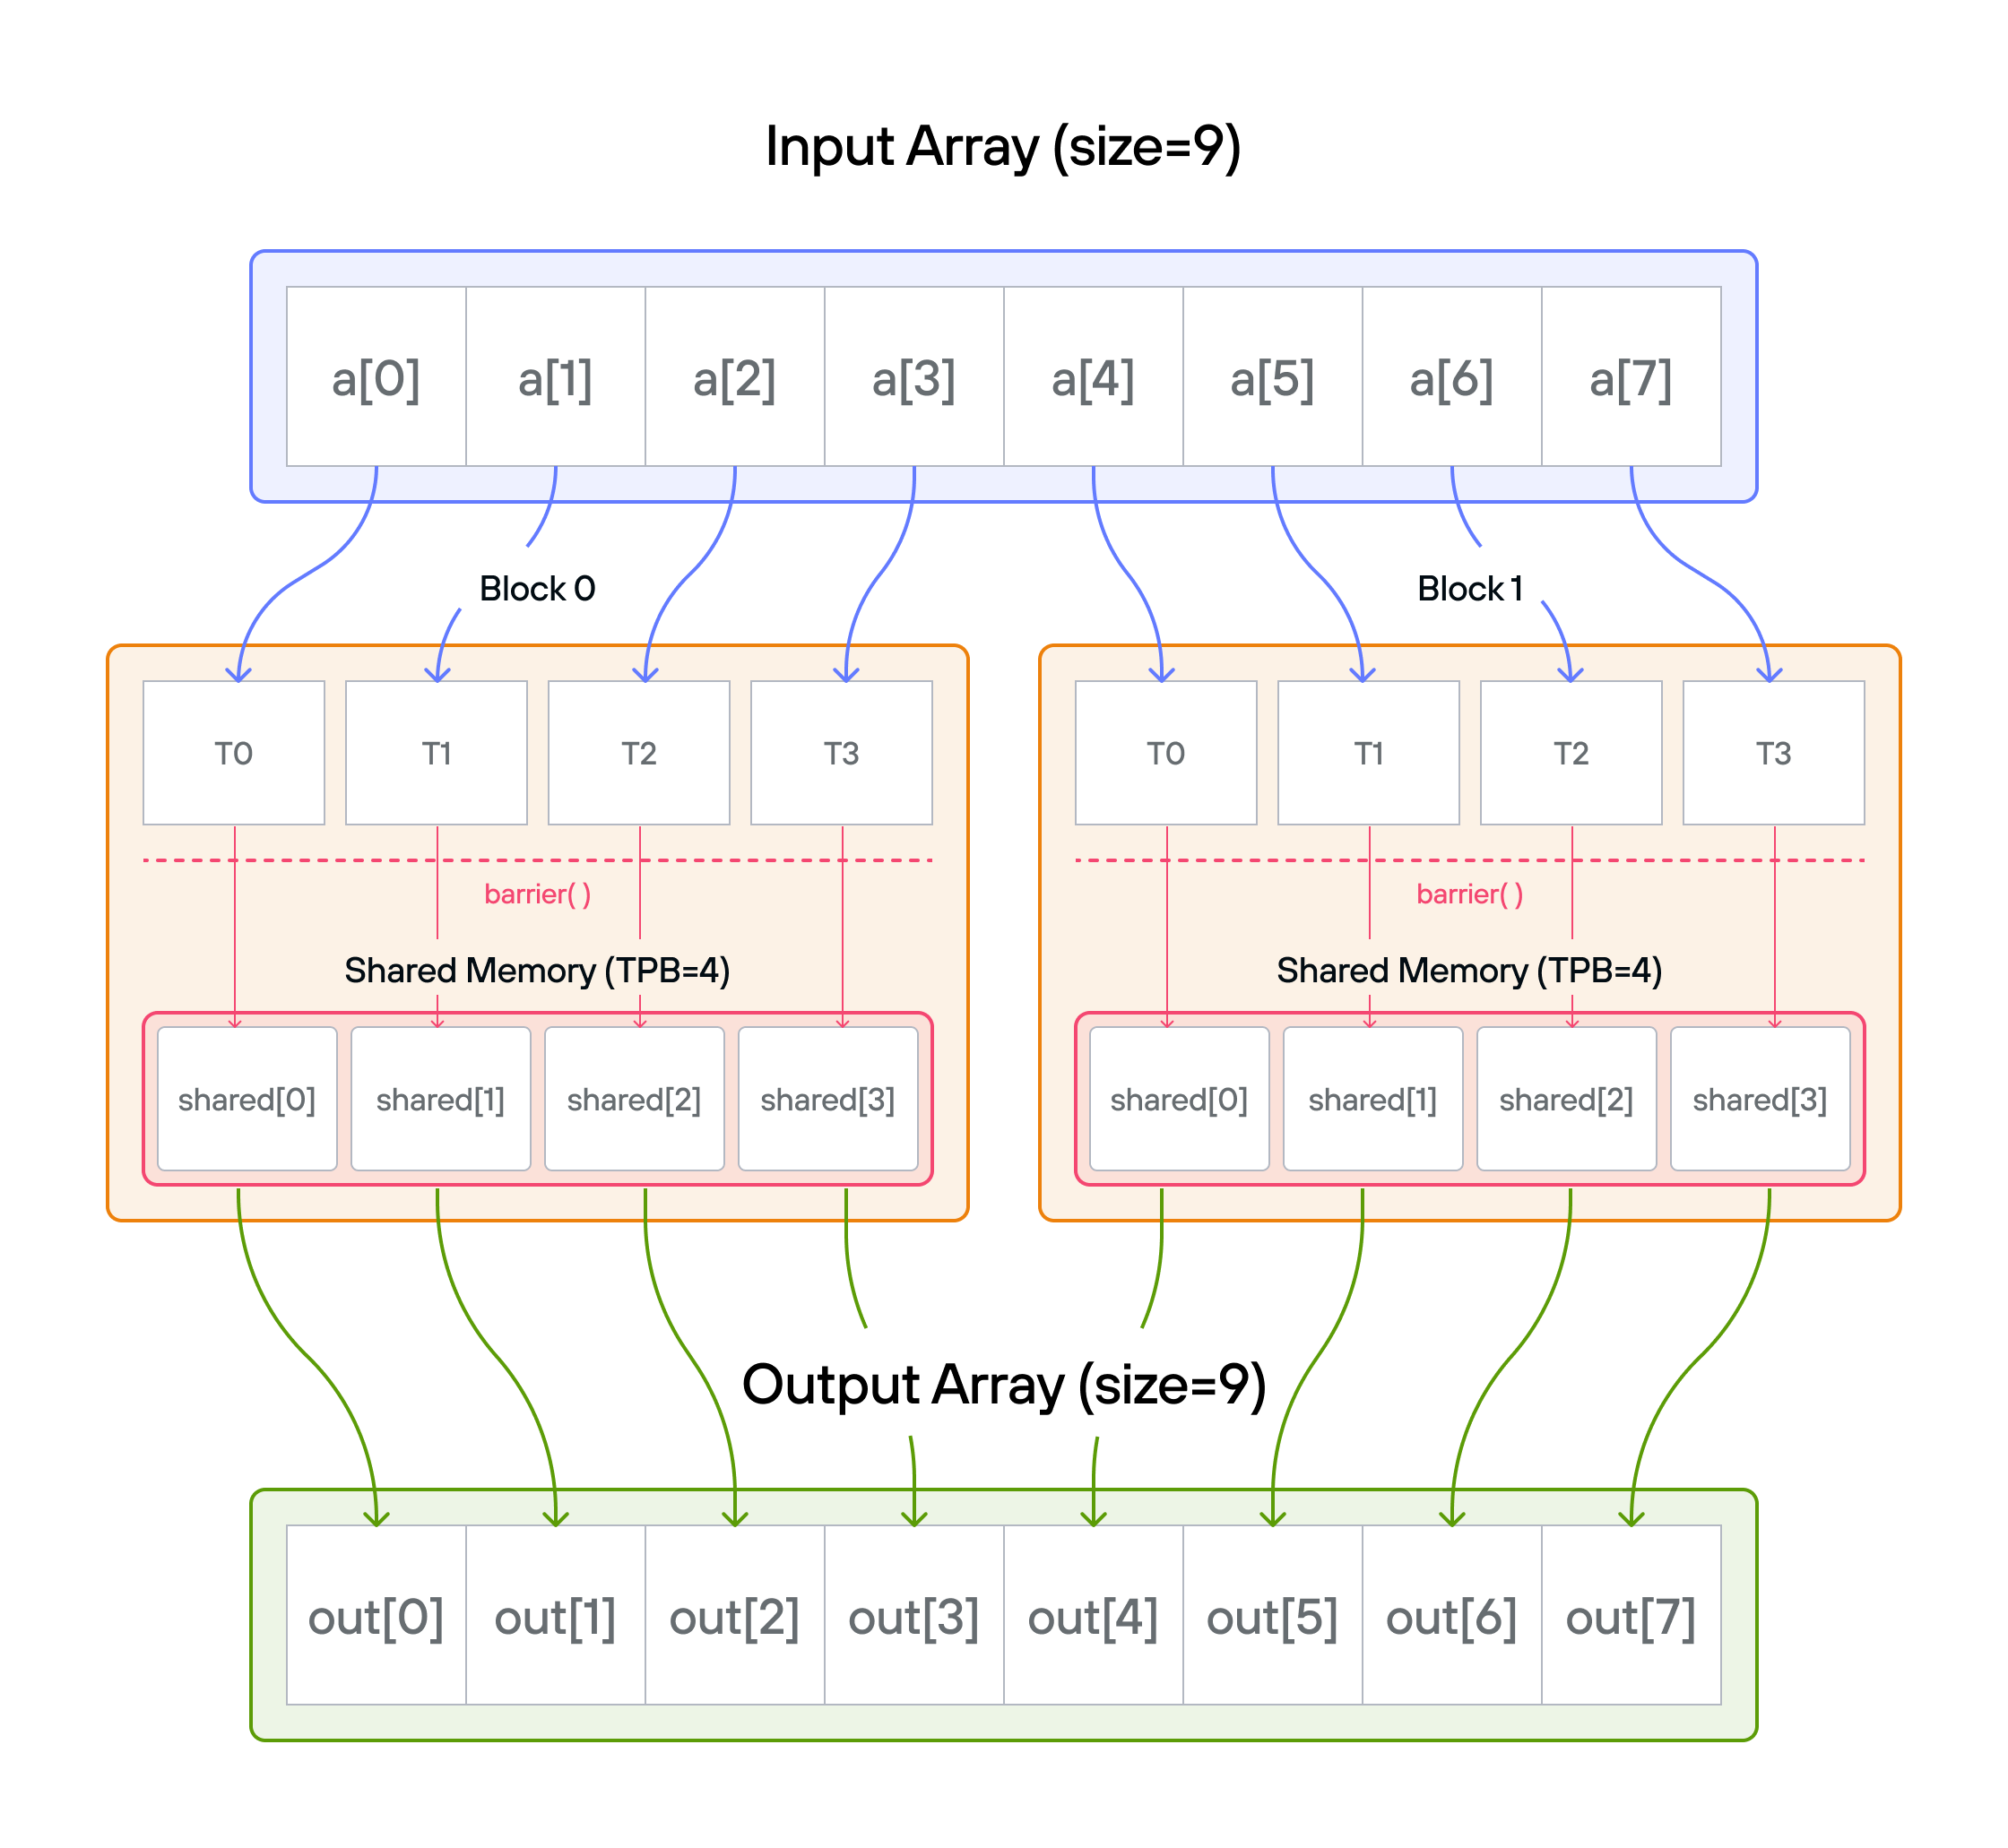 Input Array (size=9)
a[0] a[1] a[2] a[3] a[4] a[5] a[6] a[7]
Block 0
Block 1
T0 T1 T2 T3
T0 T1 T2 T3
barrier( )
barrier( )
Shared Memory (TPB=4)
Shared Memory (TPB=4)
shared[0] shared[1] shared[2] shared[3]
shared[0] shared[1] shared[2] shared[3]
Output Array (size=9)
out[0] out[1] out[2] out[3] out[4] out[5] out[6] out[7]